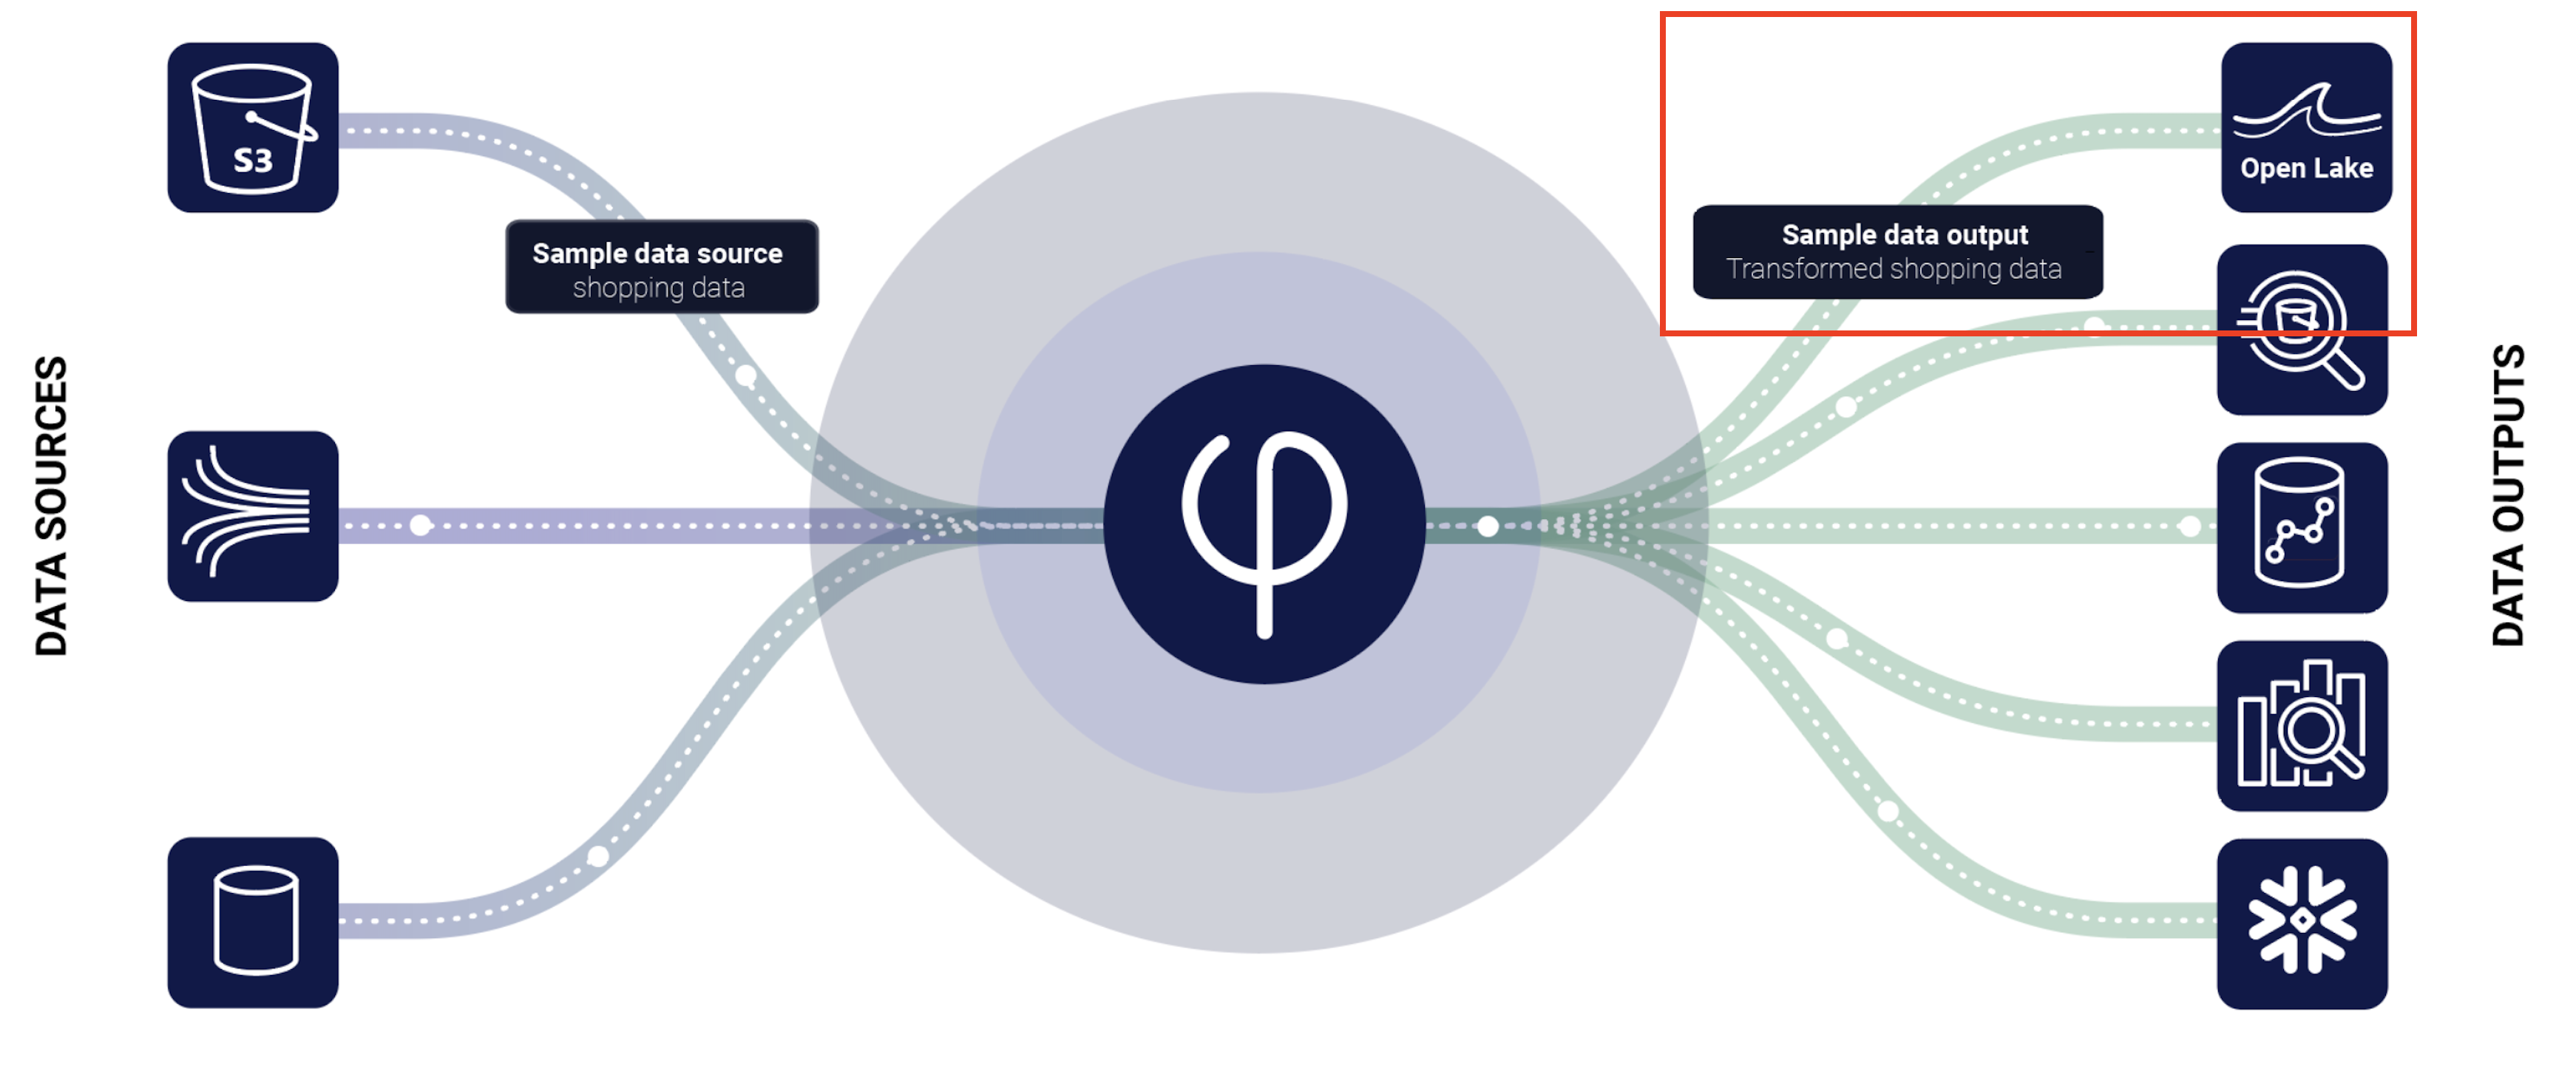 DATA SOURCES
S3
Sample data source
shopping data
φ
Sample data output
Transformed shopping data
Open Lake
DATA OUTPUTS